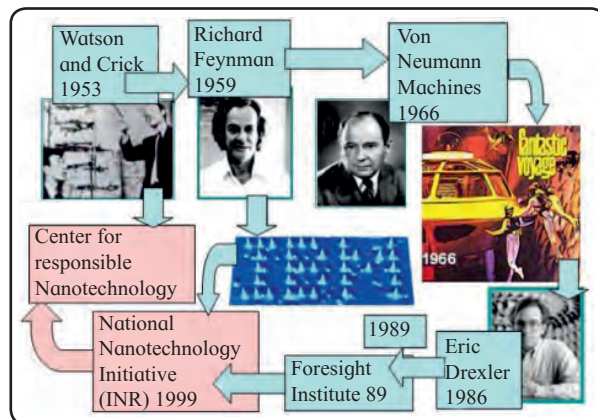 Watson
and Crick
1953
Richard
Feynman
1959
Von
Neumann
Machines
1966
fantastic
voyage
1966
Center for
responsible
Nanotechnology
National
Nanotechnology
Initiative
(INR) 1999
1989
Foresight
Institute 89
Eric
Drexler
1986